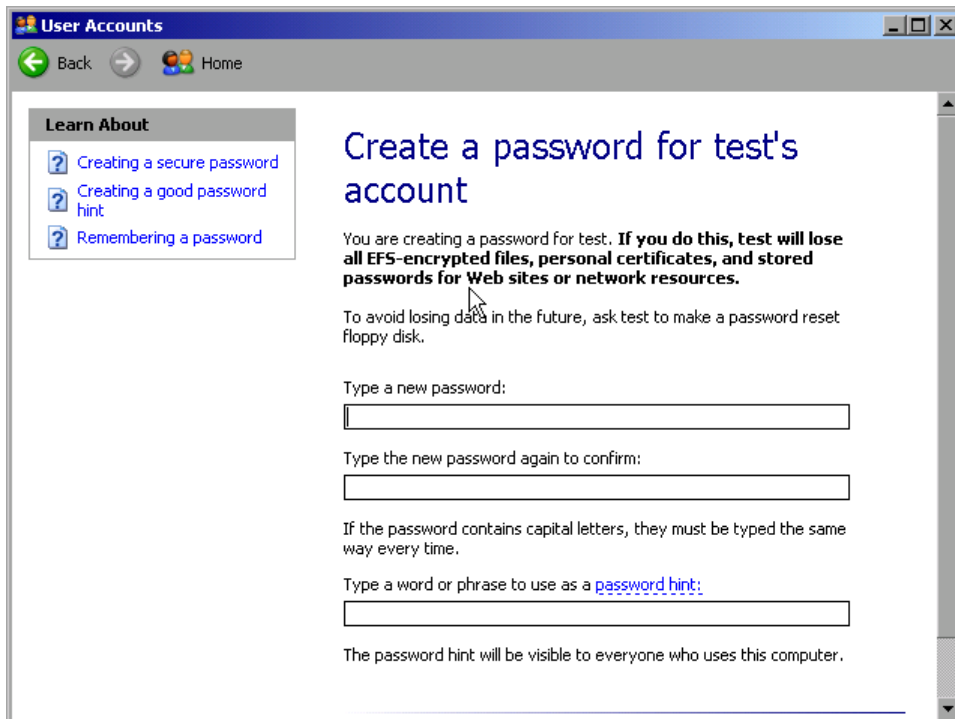 User Accounts
Back
Home
Learn About
Creating a secure password
Creating a good password
hint
Remembering a password
Create a password for test's
account
You are creating a password for test. If you do this, test will lose
all EFS-encrypted files, personal certificates, and stored
passwords for Web sites or network resources.
To avoid losing data in the future, ask test to make a password reset
floppy disk.
Type a new password:
Type the new password again to confirm:
If the password contains capital letters, they must be typed the same
way every time.
Type a word or phrase to use as a password hint:
The password hint will be visible to everyone who uses this computer.